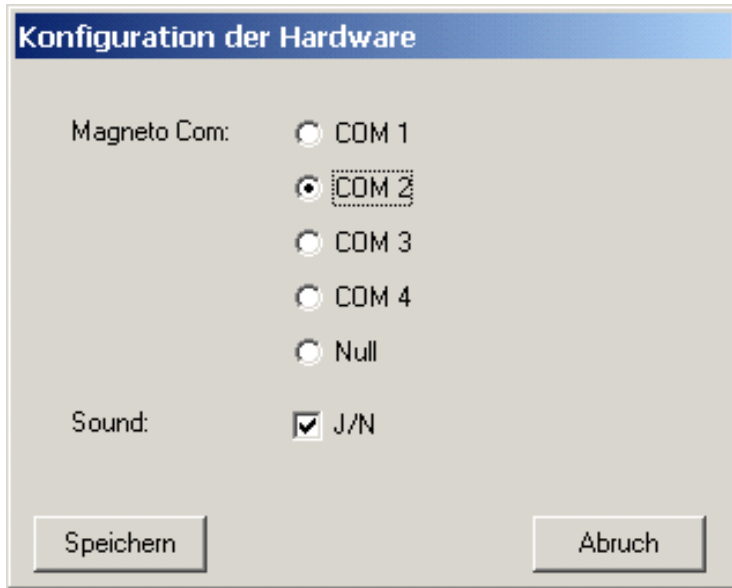 Konfiguration der Hardware
Magneto Com: COM 1
COM 2
COM 3
COM 4
Null
Sound: J/N
Speichern Abruch